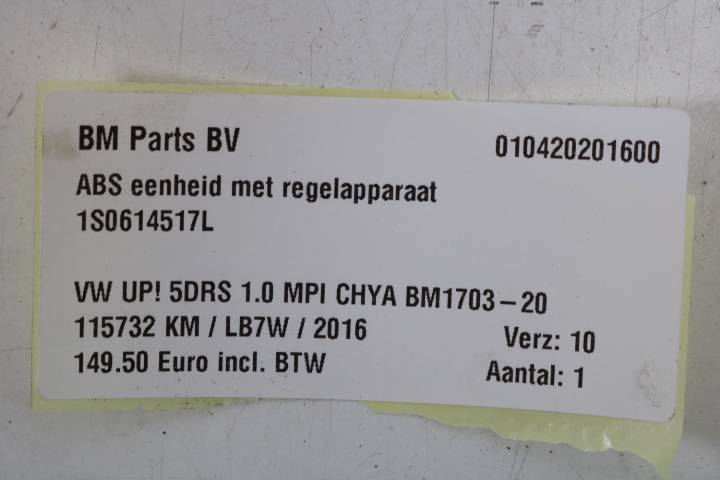 BM Parts BV 010420201600
ABS eenheid met regelapparaat
1S0614517L
VW UP! 5DRS 1.0 MPI CHYA BM1703-20
115732 KM / LB7W / 2016 Verz: 10
149.50 Euro incl. BTW Aantal: 1